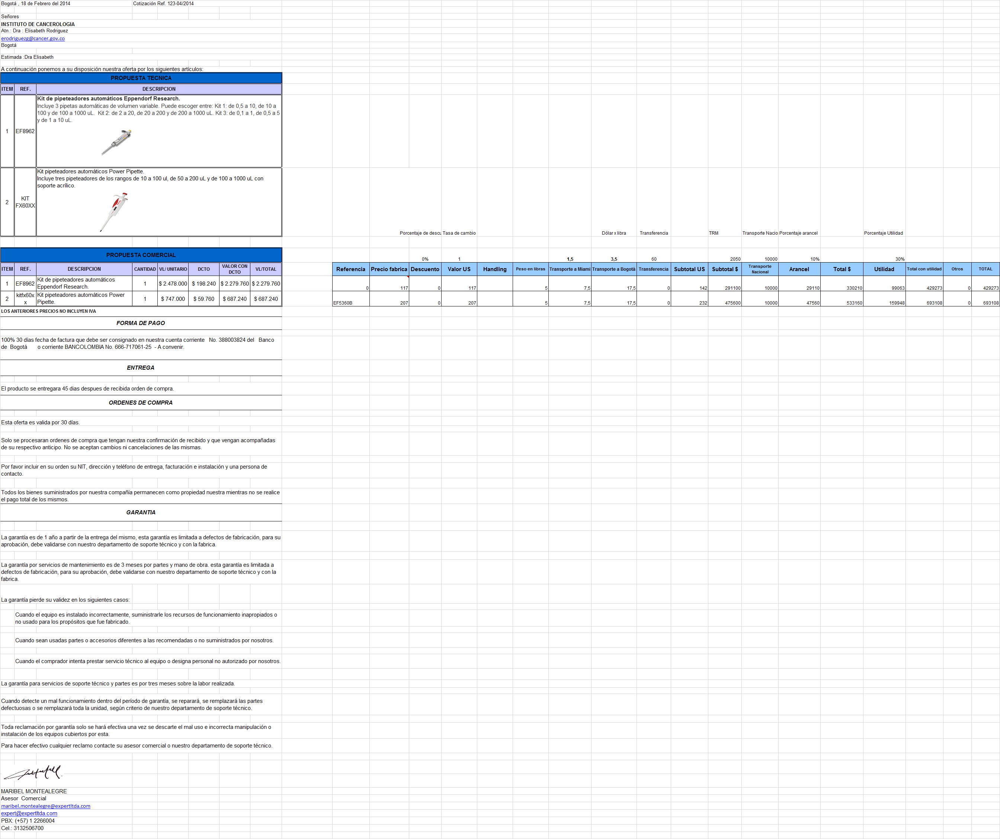 Bogotá , 18 de Febrero del 2014 Cotización Ref. 123-04/2014
Señores
INSTITUTO DE CANCEROLOGIA
Atn.: Dra : Elisabeth Rodriguez
erodriguezg@cancer.gov.co
Bogotá
Estimada :Dra Elisabeth
A continuación ponemos a su disposición nuestra oferta por los siguientes artículos:
PROPUESTA TECNICA
ITEM REF. DESCRIPCION
Kit de pipeteadores automáticos Eppendorf Research.
Incluye 3 pipetas automáticas de volumen variable. Puede escoger entre: Kit 1: de 0,5 a 10, de 10 a
100 y de 100 a 1000 uL. Kit 2: de 2 a 20, de 20 a 200 y de 200 a 1000 uL. Kit 3: de 0,1 a 1, de 0,5 a 5
y de 1 a 10 uL.
1 EF8962
Kit pipeteadores automáticos Power Pipette.
Incluye tres pipeteadores de los rangos de 10 a 100 ul, de 50 a 200 uL y de 100 a 1000 uL con
soporte acrílico.
2 KIT
FX60XX
Porcentaje de descu Tasa de cambio Dólar x libra Transferencia TRM Transporte Nacio Porcentaje arancel Porcentaje Utilidad
PROPUESTA COMERCIAL
0% 1 1,5 3,5 60 2050 10000 10% 30%
ITEM REF. DESCRIPCION CANTIDAD VL/ UNITARIO DCTO VALOR CON
DCTO VL/TOTAL
Referencia Precio fabrica Descuento Valor US Handling Peso en libras Transporte a Miami Transporte a Bogotá Transferencia Subtotal US Subtotal $ Transporte
Nacional Arancel Total $ Utilidad Total con utilidad Otros TOTAL
1 EF8962 Kit de pipeteadores automáticos
Eppendorf Research. 1 $ 2.478.000 $ 198.240 $ 2.279.760 $ 2.279.760
0 117 0 117 5 7,5 17,5 0 142 291100 10000 29110 330210 99063 429273 0 429273
2 kitfx60x
x Kit pipeteadores automáticos Power
Pipette. 1 $ 747.000 $ 59.760 $ 687.240 $ 687.240
EF5360B 207 0 207 5 7,5 17,5 0 232 475600 10000 47560 533160 159948 693108 0 693108
LOS ANTERIORES PRECIOS NO INCLUYEN IVA
FORMA DE PAGO
100% 30 días fecha de factura que debe ser consignado en nuestra cuenta corriente No. 388003824 del Banco
de Bogotá o corriente BANCOLOMBIA No. 666-717061-25 - A convenir.
ENTREGA
El producto se entregara 45 dias despues de recibida orden de compra.
ORDENES DE COMPRA
Esta oferta es valida por 30 días.
Solo se procesaran ordenes de compra que tengan nuestra confirmación de recibido y que vengan acompañadas
de su respectivo anticipo. No se aceptan cambios ni cancelaciones de las mismas.
Por favor incluir en su orden su NIT, dirección y teléfono de entrega, facturación e instalación y una persona de
contacto.
Todos los bienes suministrados por nuestra compañía permanecen como propiedad nuestra mientras no se realice
el pago total de los mismos.
GARANTIA
La garantía es de 1 año a partir de la entrega del mismo, esta garantía es limitada a defectos de fabricación, para su
aprobación, debe validarse con nuestro departamento de soporte técnico y con la fabrica.
La garantía por servicios de mantenimiento es de 3 meses por partes y mano de obra. esta garantía es limitada a
defectos de fabricación, para su aprobación, debe validarse con nuestro departamento de soporte técnico y con la
fabrica.
La garantía pierde su validez en los siguientes casos:
Cuando el equipo es instalado incorrectamente, suministrarle los recursos de funcionamiento inapropiados o
no usado para los propósitos que fue fabricado.
Cuando sean usadas partes o accesorios diferentes a las recomendadas o no suministrados por nosotros.
Cuando el comprador intenta prestar servicio técnico al equipo o designa personal no autorizado por nosotros.
La garantía para servicios de soporte técnico y partes es por tres meses sobre la labor realizada.
Cuando detecte un mal funcionamiento dentro del período de garantía, se reparará, se remplazará las partes
defectuosas o se remplazará toda la unidad, según criterio de nuestro departamento de soporte técnico.
Toda reclamación por garantía solo se hará efectiva una vez se descarte el mal uso e incorrecta manipulación o
instalación de los equipos cubiertos por esta.
Para hacer efectivo cualquier reclamo contacte su asesor comercial o nuestro departamento de soporte técnico.
MARIBEL MONTEALEGRE
Asesor Comercial
maribel.montealegre@expertltda.com
expert@expertltda.com
PBX: (+57) 1 2266004
Cel.: 3132506700